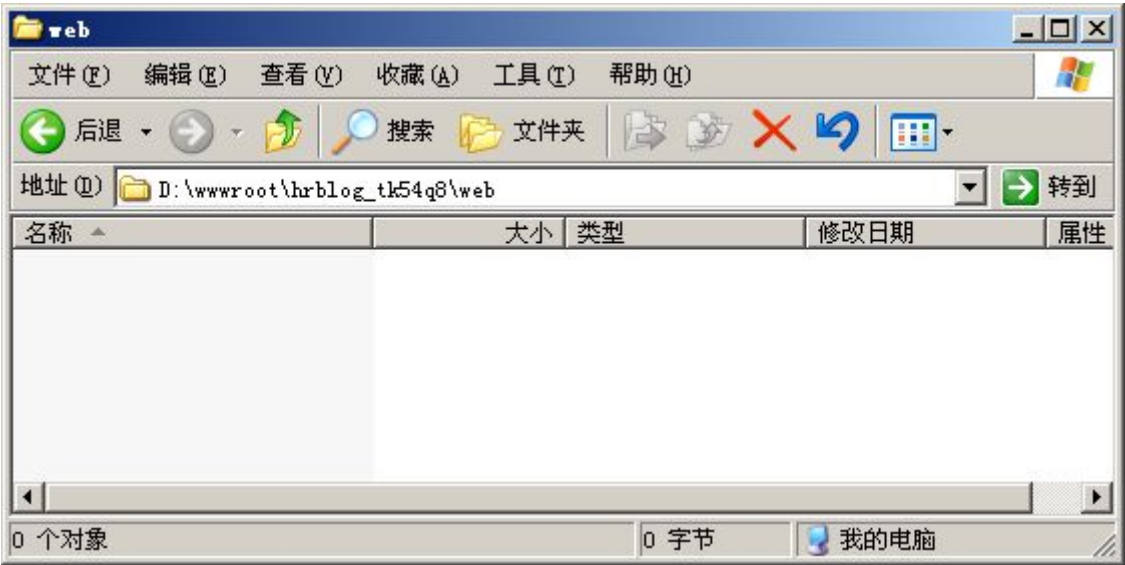 web
文件(F) 编辑(E) 查看(V) 收藏(A) 工具(T) 帮助(H)
后退 搜索 文件夹
地址(D) D:\wwwroot\hrblog_tk54q8\web 转到
名称 大小 类型 修改日期 属性
0 个对象 0 字节 我的电脑